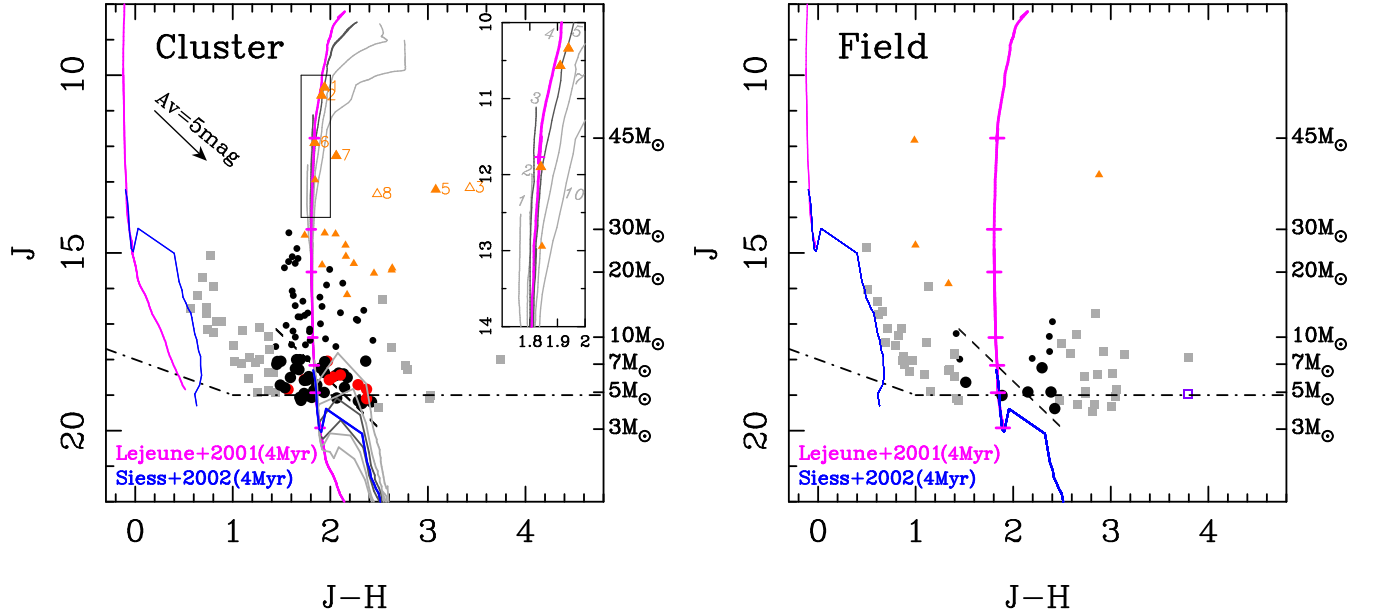 Cluster
Av=5mag
10
15
20
J
0
1
2
3
4
J−H
1
2
6
7
8
5
3
10
11
12
13
14
1.8
1.9
2
4
5
7
3
2
1
10
45M⊙
30M⊙
20M⊙
10M⊙
7M⊙
5M⊙
3M⊙
Lejeune+2001(4Myr)
Siess+2002(4Myr)
Field
10
15
20
J
0
1
2
3
4
J−H
45M⊙
30M⊙
20M⊙
10M⊙
7M⊙
5M⊙
3M⊙
Lejeune+2001(4Myr)
Siess+2002(4Myr)